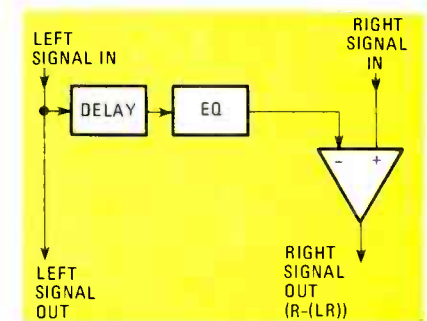 LEFT
SIGNAL IN
RIGHT
SIGNAL
IN
DELAY
EQ
- +
LEFT
SIGNAL
OUT
RIGHT
SIGNAL
OUT
(R-(LR))